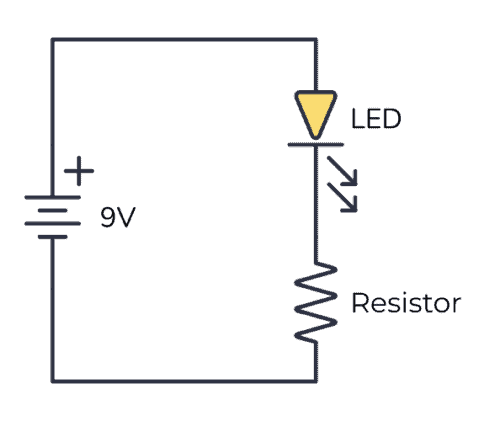 LED
+
9V
Resistor